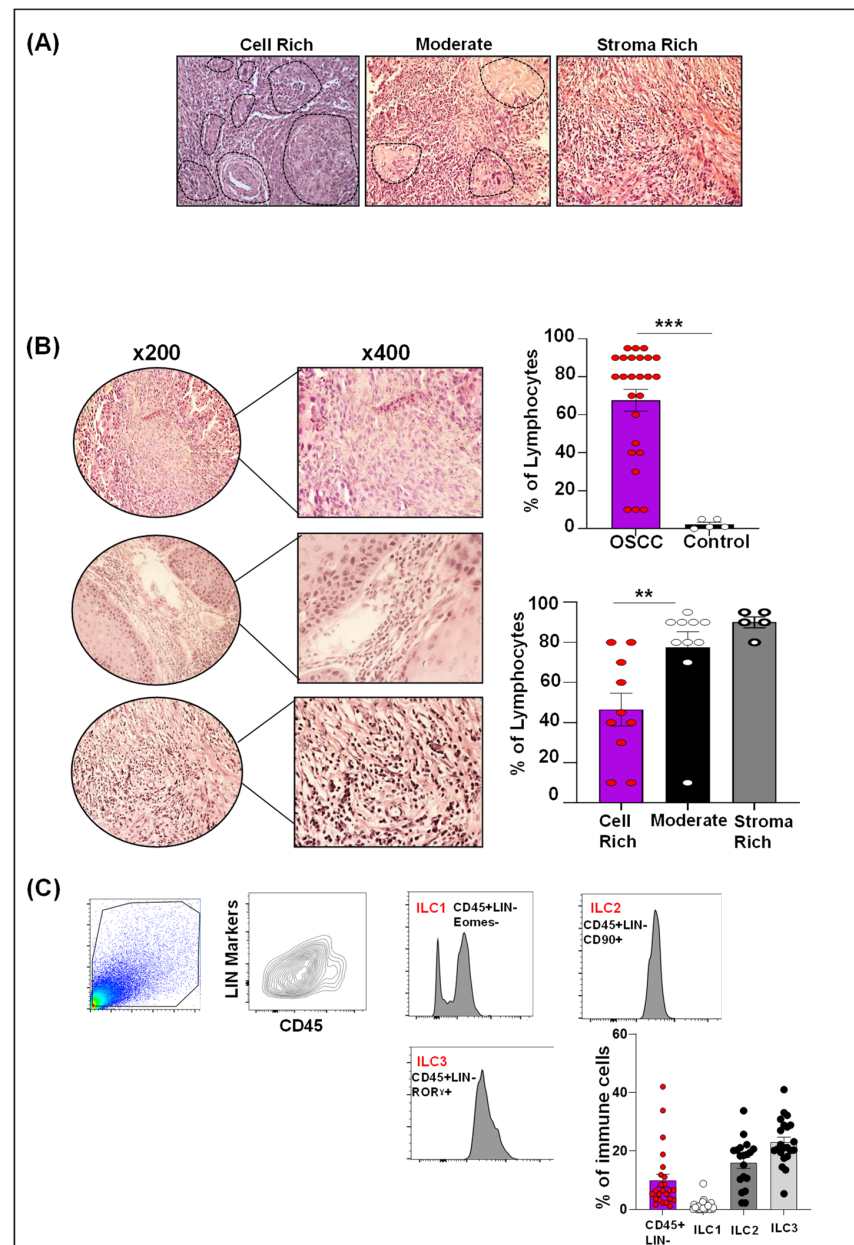 (A)
Cell Rich
Moderate
Stroma Rich
(B)
x200
x400
% of Lymphocytes
100
80
60
40
20
0
***
OSCC
Control
% of Lymphocytes
100
80
60
40
20
0
**
Cell
Rich
Moderate
Stroma
Rich
(C)
LIN Markers
CD45
ILC1
CD45+LIN-
Eomes-
ILC2
CD45+LIN-
CD90+
ILC3
CD45+LIN-
RORγ+
% of immune cells
60
40
20
0
CD45+
LIN-
ILC1
ILC2
ILC3